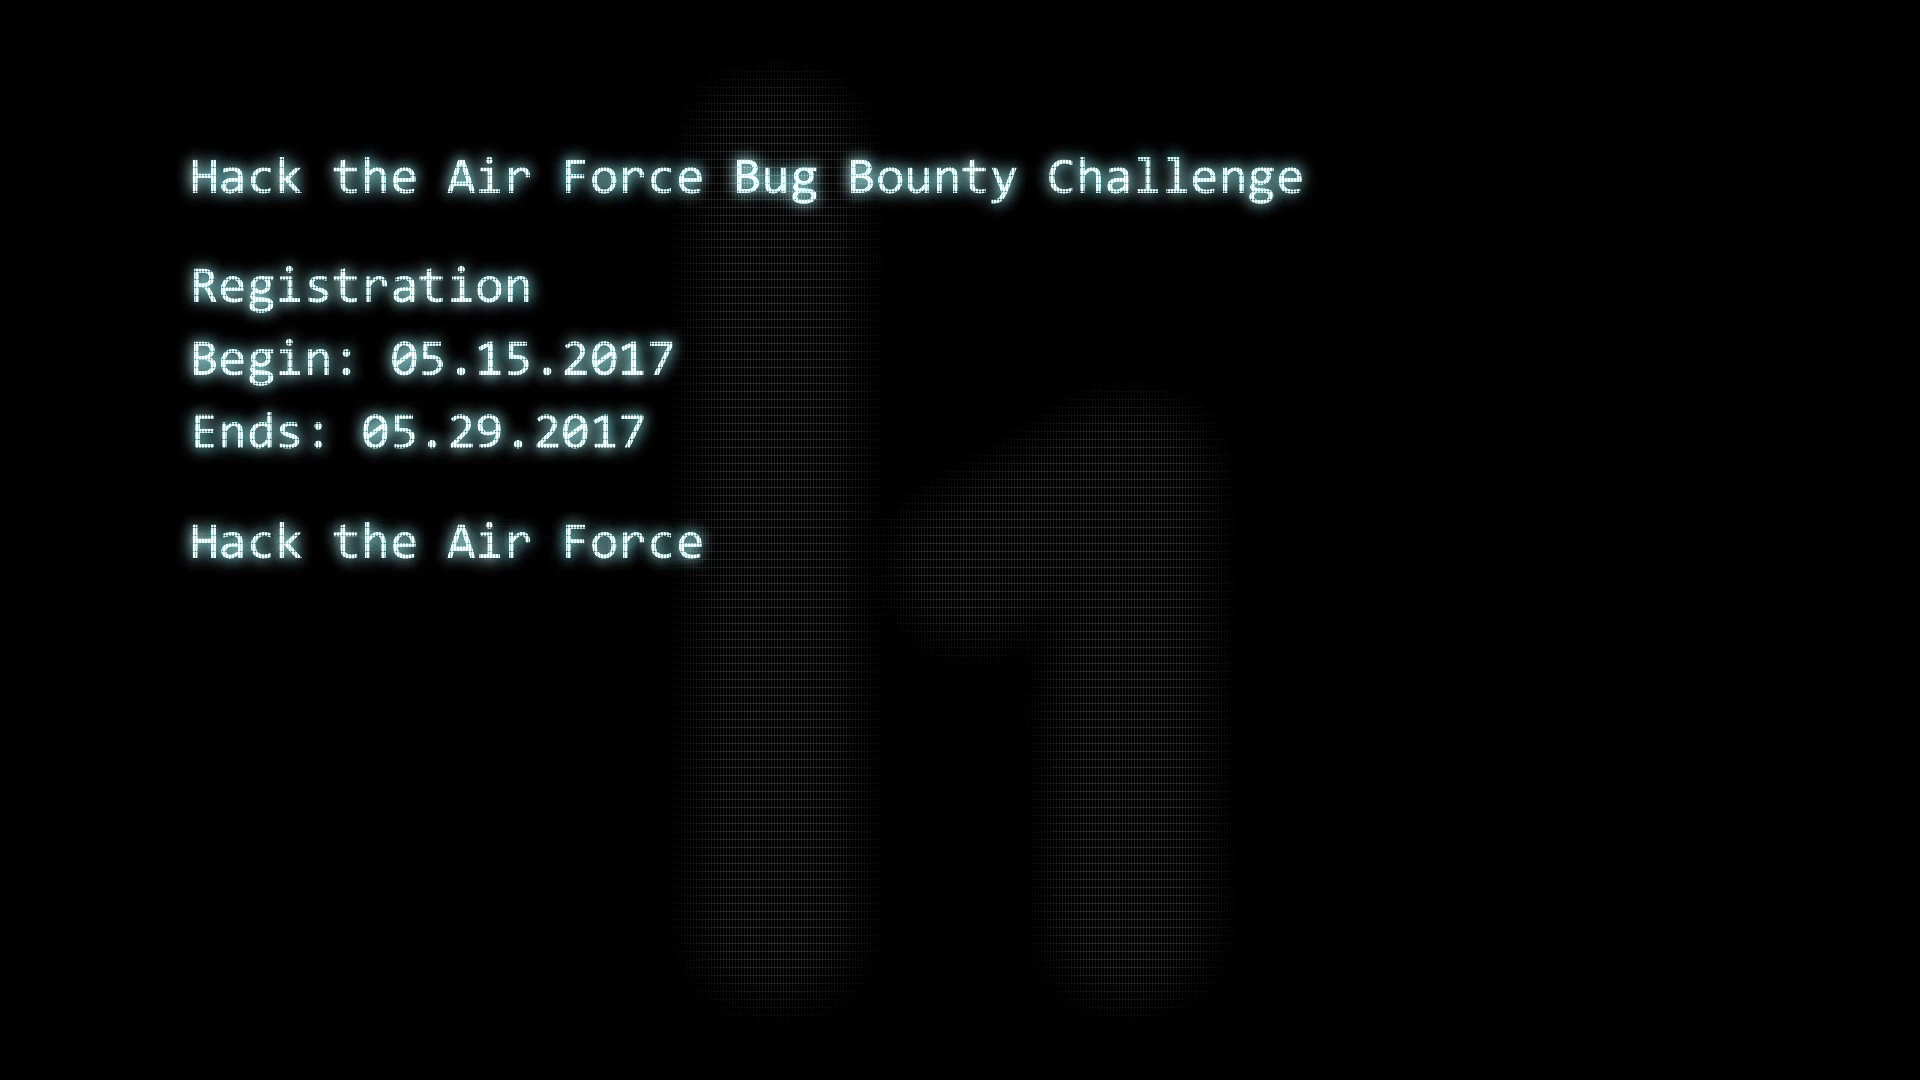 Hack the Air Force Bug Bounty Challenge
Registration
Begin: 05.15.2017
Ends: 05.29.2017
Hack the Air Force